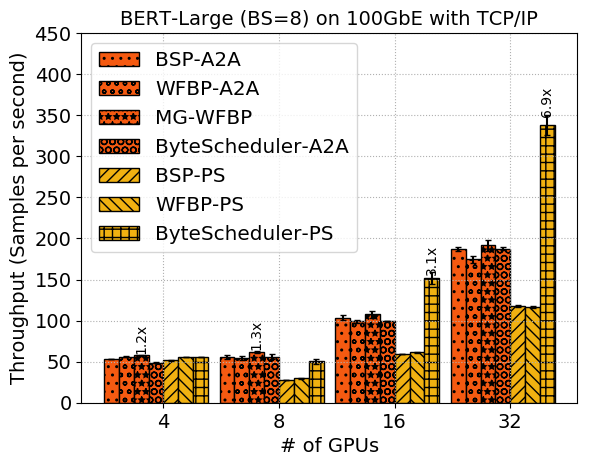 BERT-Large (BS=8) on 100GbE with TCP/IP
Throughput (Samples per second)
450
400
350
300
250
200
150
100
50
0
BSP-A2A
WFBP-A2A
MG-WFBP
ByteScheduler-A2A
BSP-PS
WFBP-PS
ByteScheduler-PS
1.2x
1.3x
3.1x
6.9x
4
8
16
32
# of GPUs